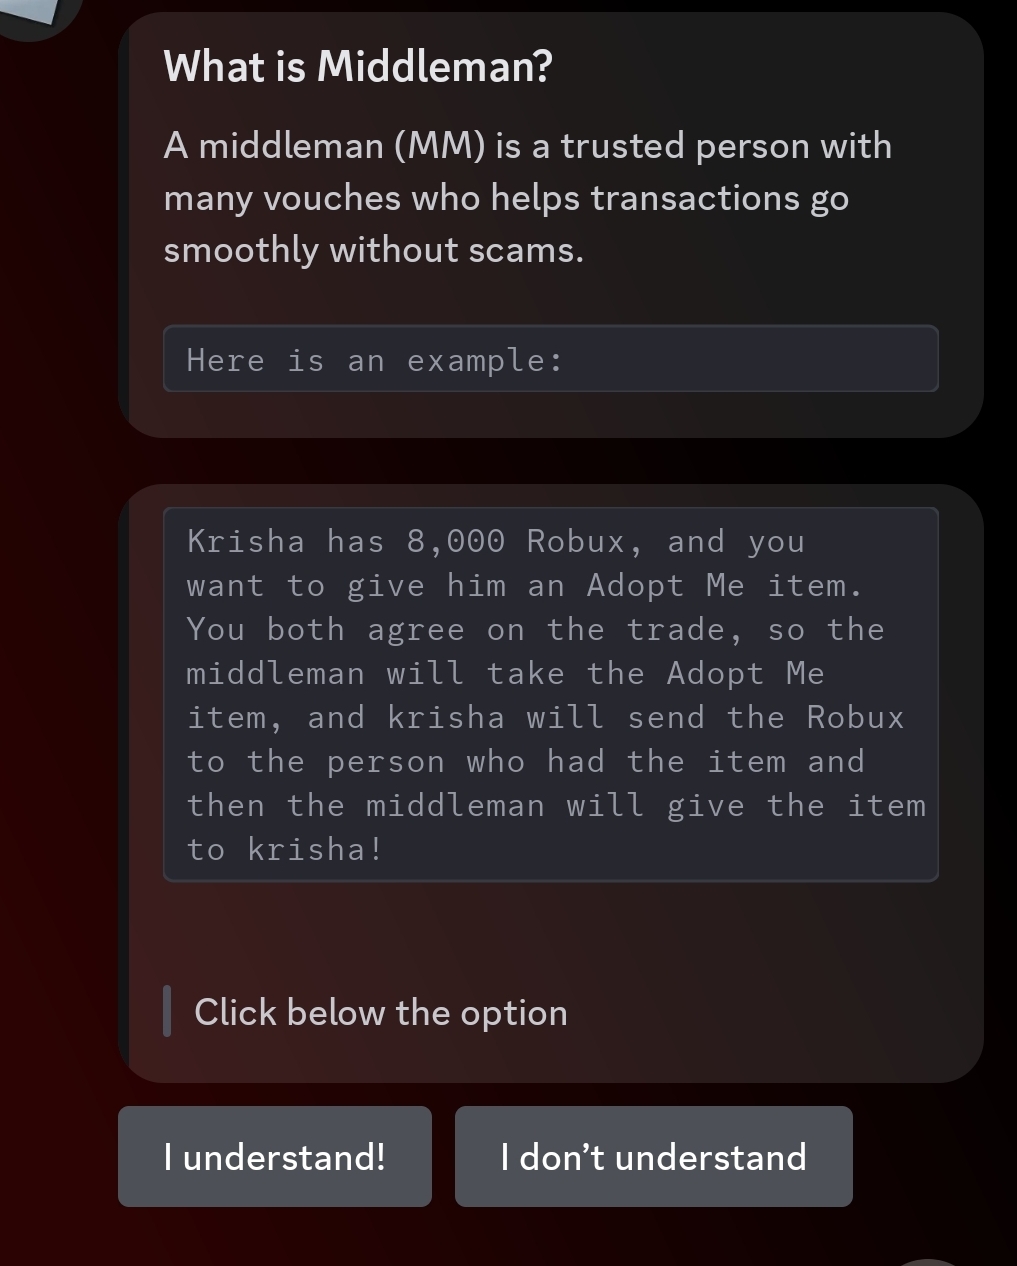 What is Middleman?
A middleman (MM) is a trusted person with
many vouches who helps transactions go
smoothly without scams.
Here is an example:
Krisha has 8,000 Robux, and you
want to give him an Adopt Me item.
You both agree on the trade, so the
middleman will take the Adopt Me
item, and krisha will send the Robux
to the person who had the item and
then the middleman will give the item
to krisha!
Click below the option
I understand!
I don’t understand